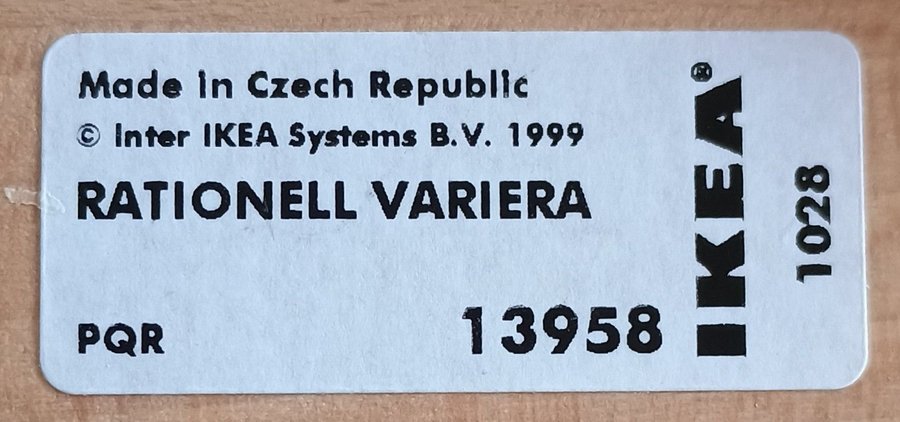 Made in Czech Republic
© Inter IKEA Systems B.V. 1999
RATIONELL VARIERA
PQR
13958
IKEA®
1028